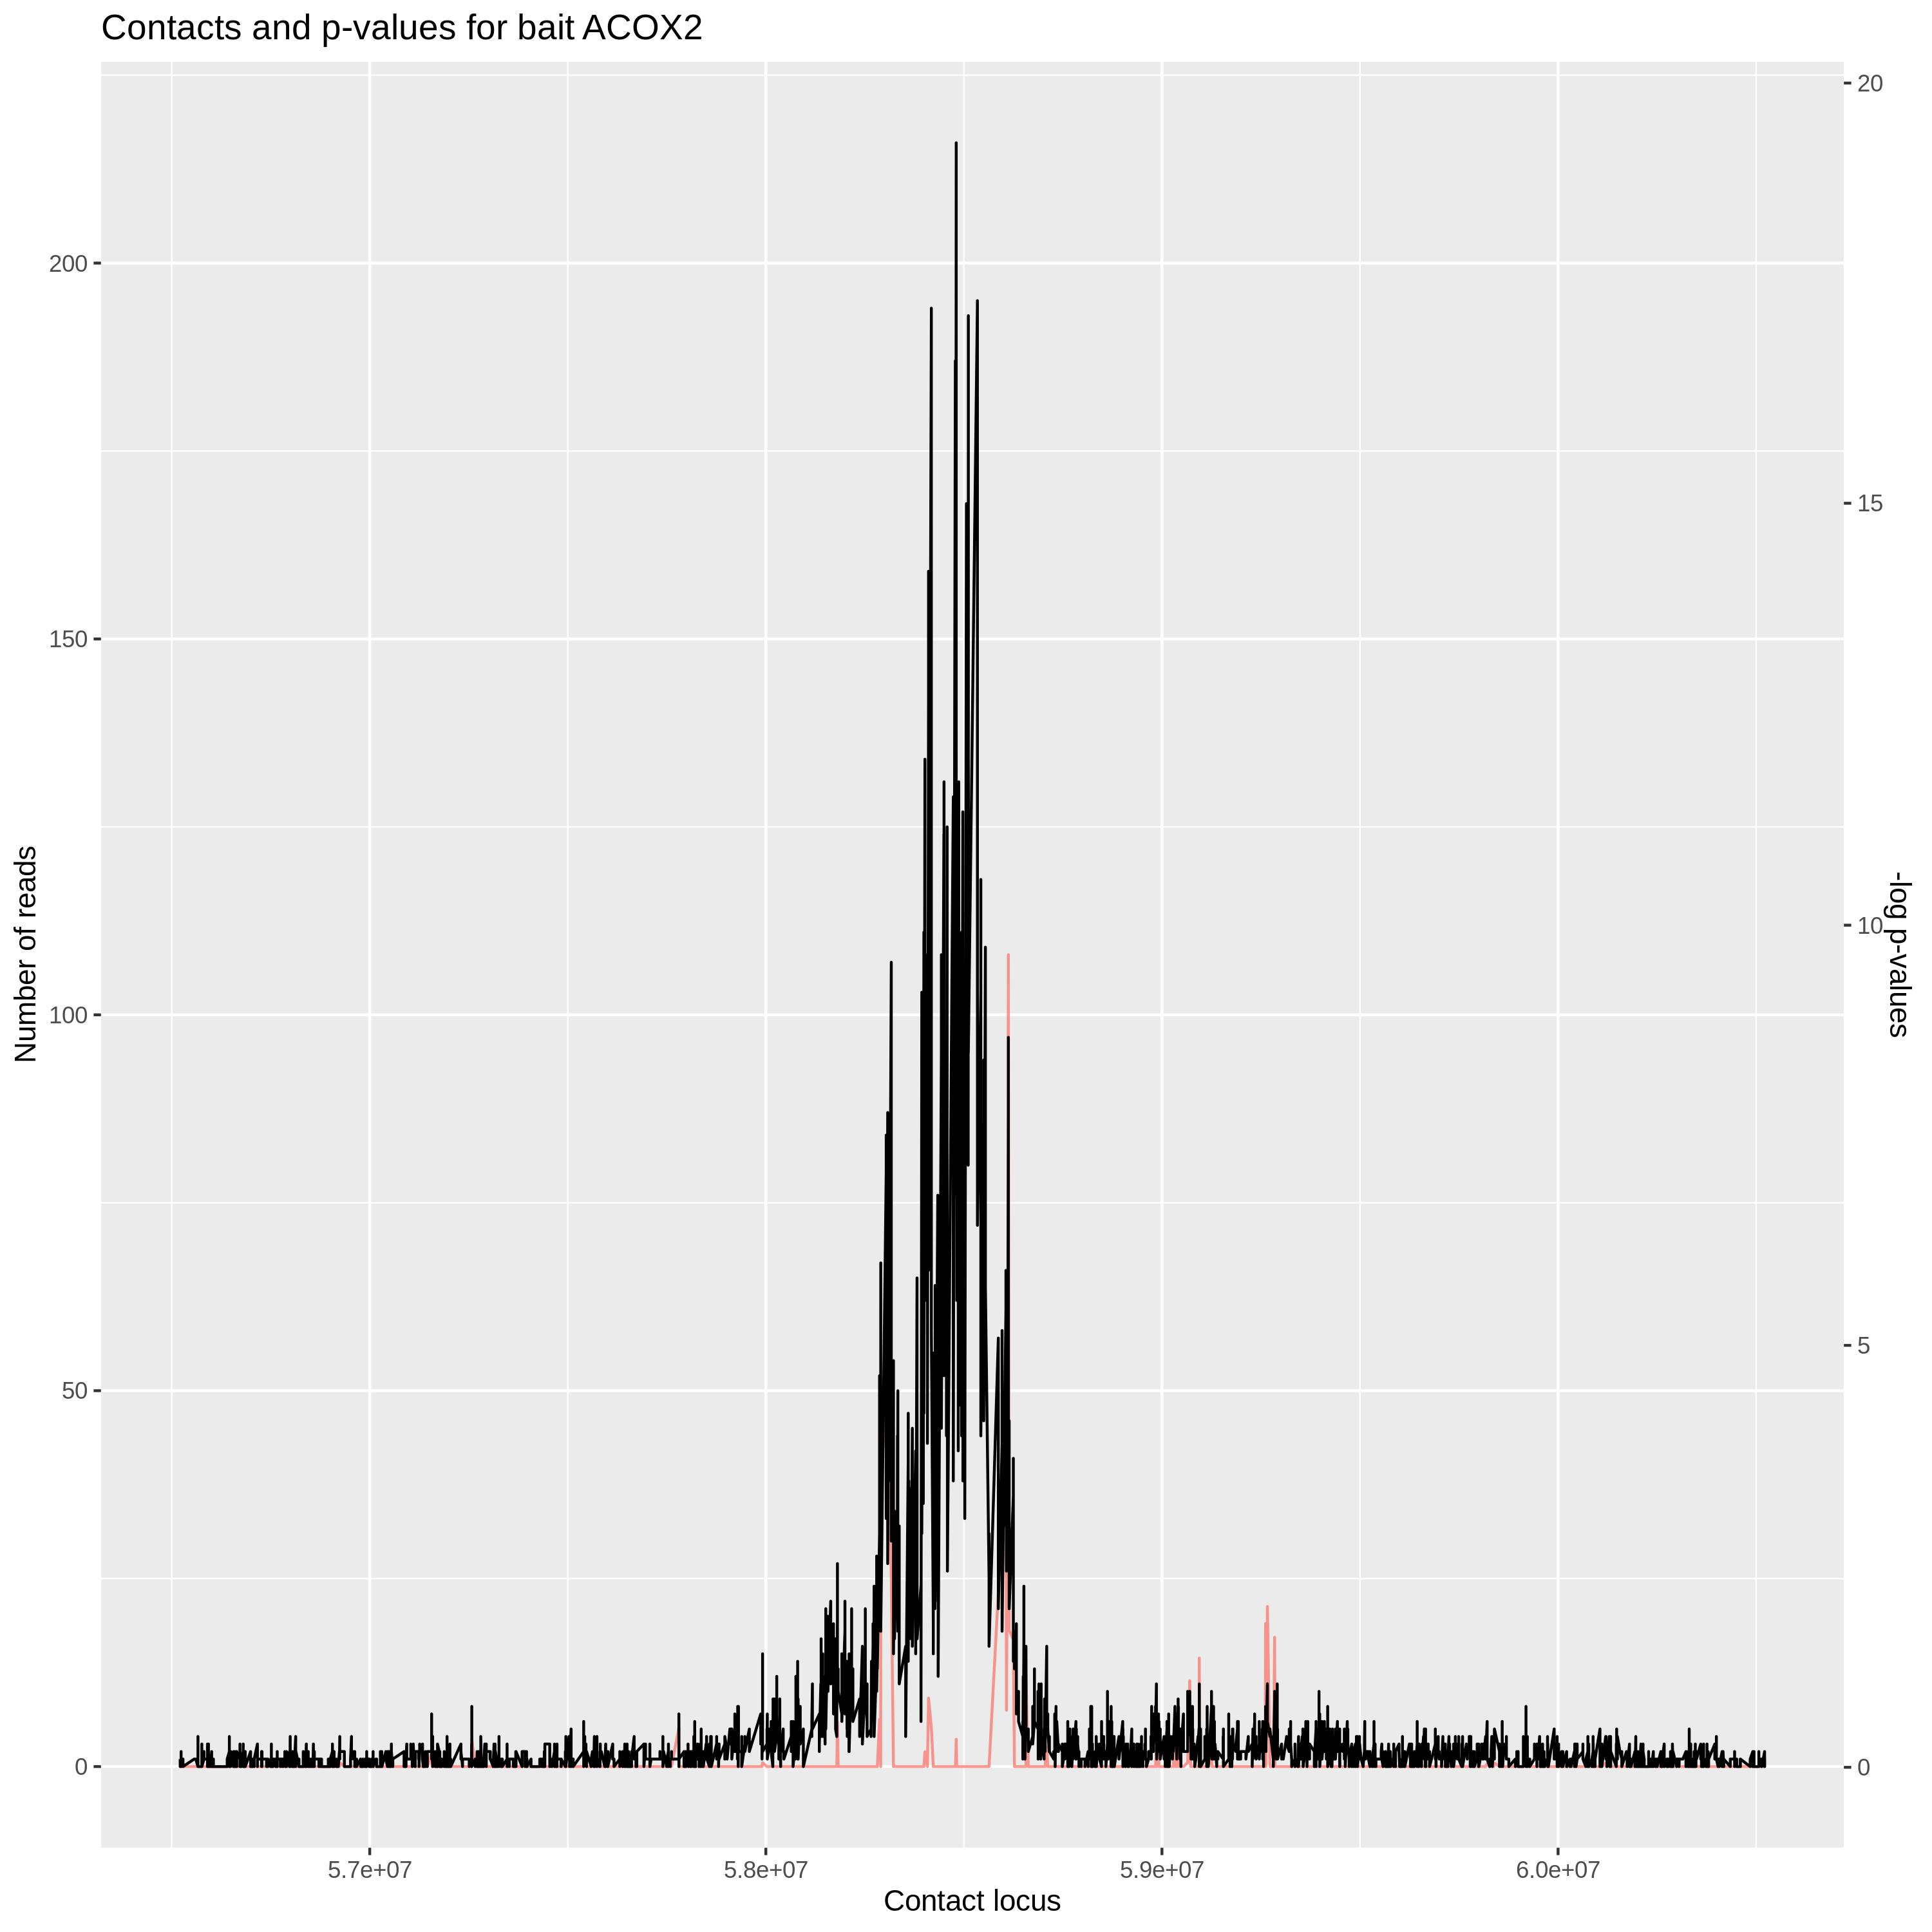 Contacts and p-values for bait ACOX2
Number of reads
200
150
100
50
0
20
15
10
5
0
-log p-values
5.7e+07
5.8e+07
5.9e+07
6.0e+07
Contact locus